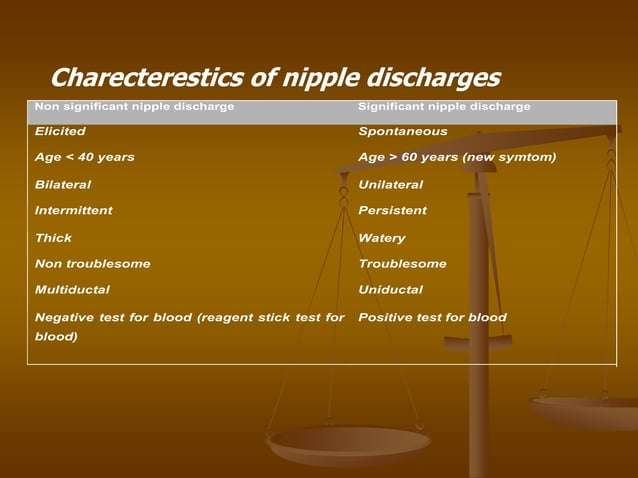 Charecterestics of nipple discharges
Non significant nipple discharge Significant nipple discharge
Elicited Spontaneous
Age < 40 years Age > 60 years (new symtom)
Bilateral Unilateral
Intermittent Persistent
Thick Watery
Non troublesome Troublesome
Multiductal Uniductal
Negative test for blood (reagent stick test for Positive test for blood
blood)